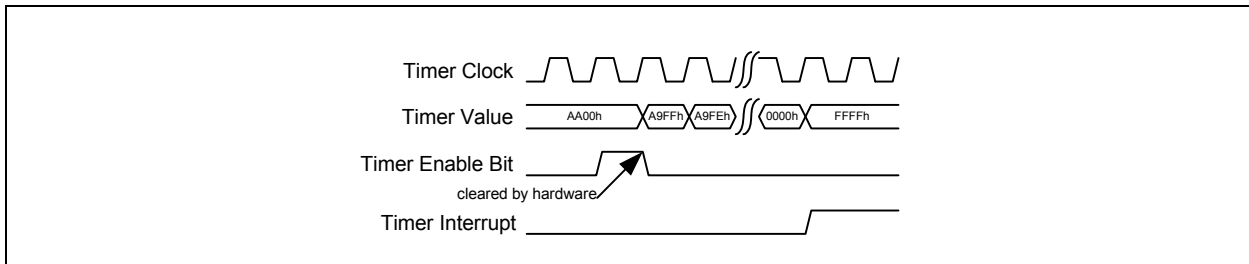 Timer Clock
Timer Value AA00h A9FFh A9FEh 0000h FFFFh
Timer Enable Bit
cleared by hardware
Timer Interrupt